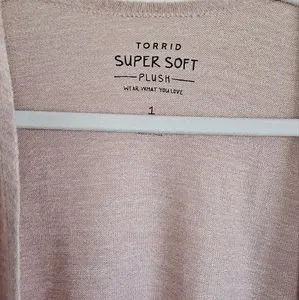 TORRID
SUPER SOFT
PLUSH
WEAR WHAT YOU LOVE
1